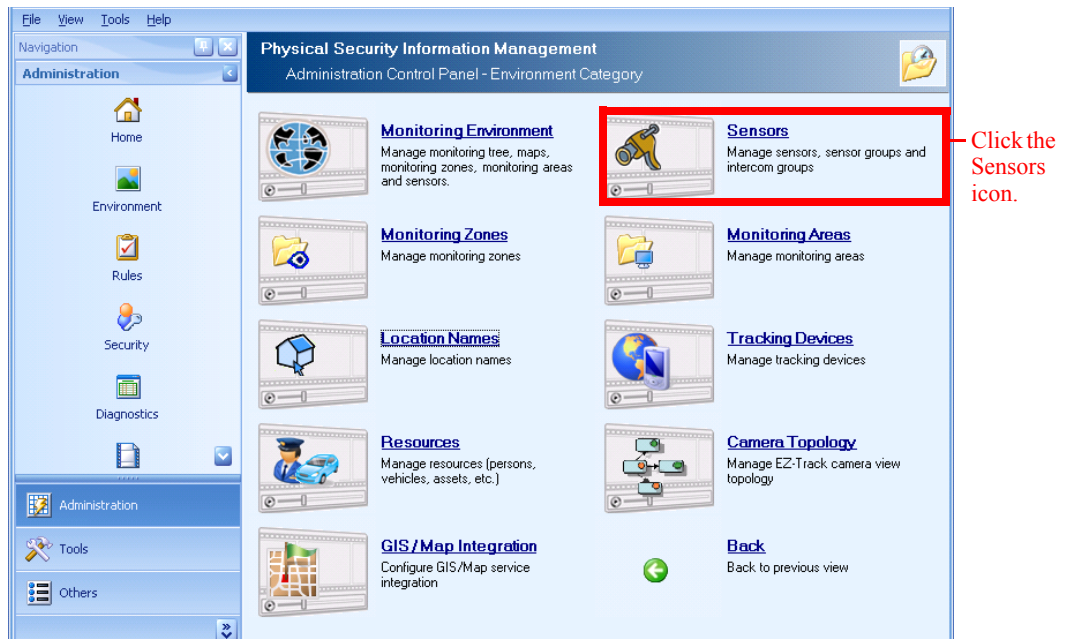 File View Tools Help
Navigation
Administration
Home
Environment
Rules
Security
Diagnostics
Administration
Tools
Others
Physical Security Information Management
Administration Control Panel - Environment Category
Monitoring Environment
Manage monitoring tree, maps,
monitoring zones, monitoring areas
and sensors.
Sensors
Manage sensors, sensor groups and
intercom groups
Click the
Sensors
icon.
Monitoring Zones
Manage monitoring zones
Monitoring Areas
Manage monitoring areas
Location Names
Manage location names
Tracking Devices
Manage tracking devices
Resources
Manage resources (persons,
vehicles, assets, etc.)
Camera Topology
Manage EZ-Track camera view
topology
GIS/Map Integration
Configure GIS/Map service
integration
Back
Back to previous view